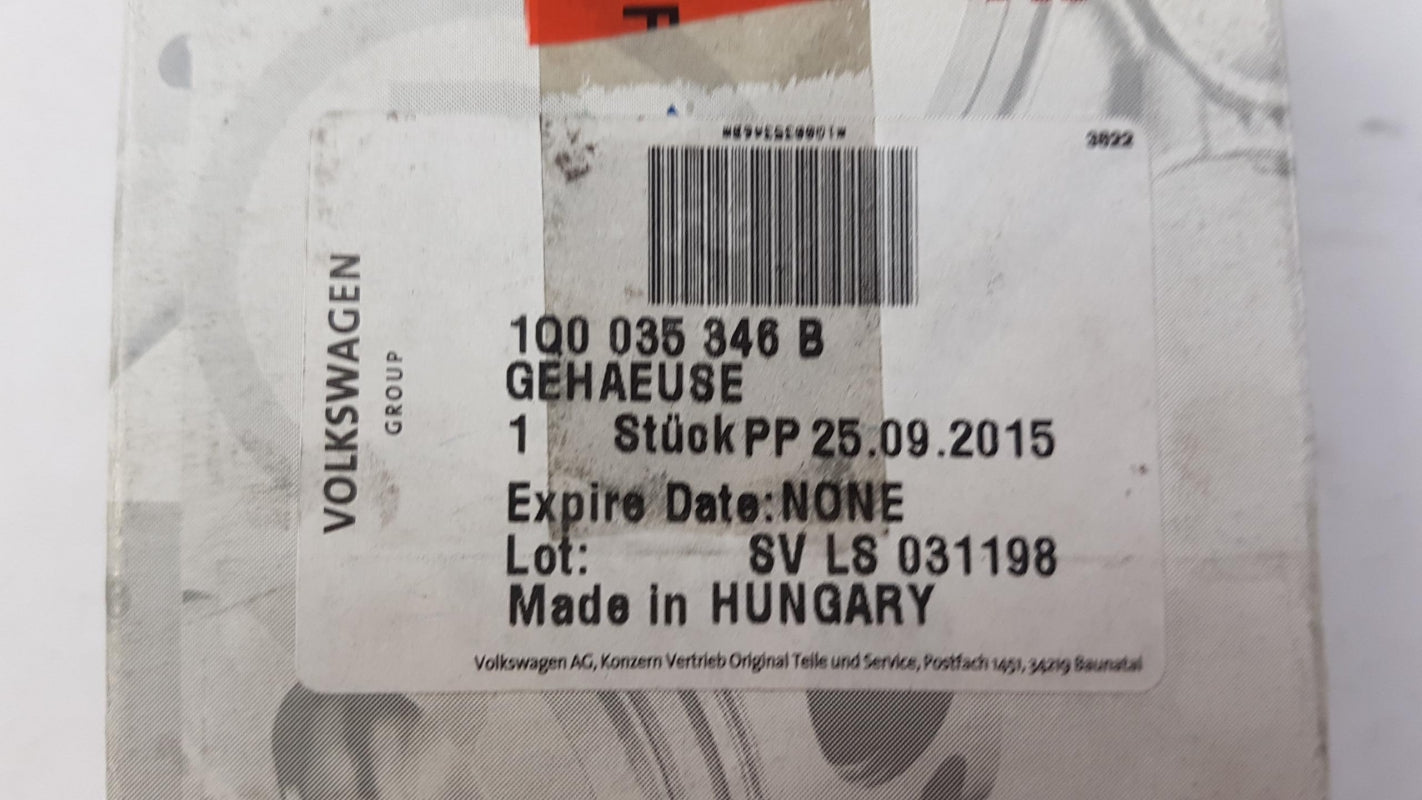 F
3822
VOLKSWAGEN
GROUP
1Q0 035 346 B
GEHAEUSE
1 Stück PP 25.09.2015
Expire Date:NONE
Lot: SV LS 031198
Made in HUNGARY
Volkswagen AG, Konzern Vertrieb Original Teile und Service, Postfach 1451, 34219 Baunatal